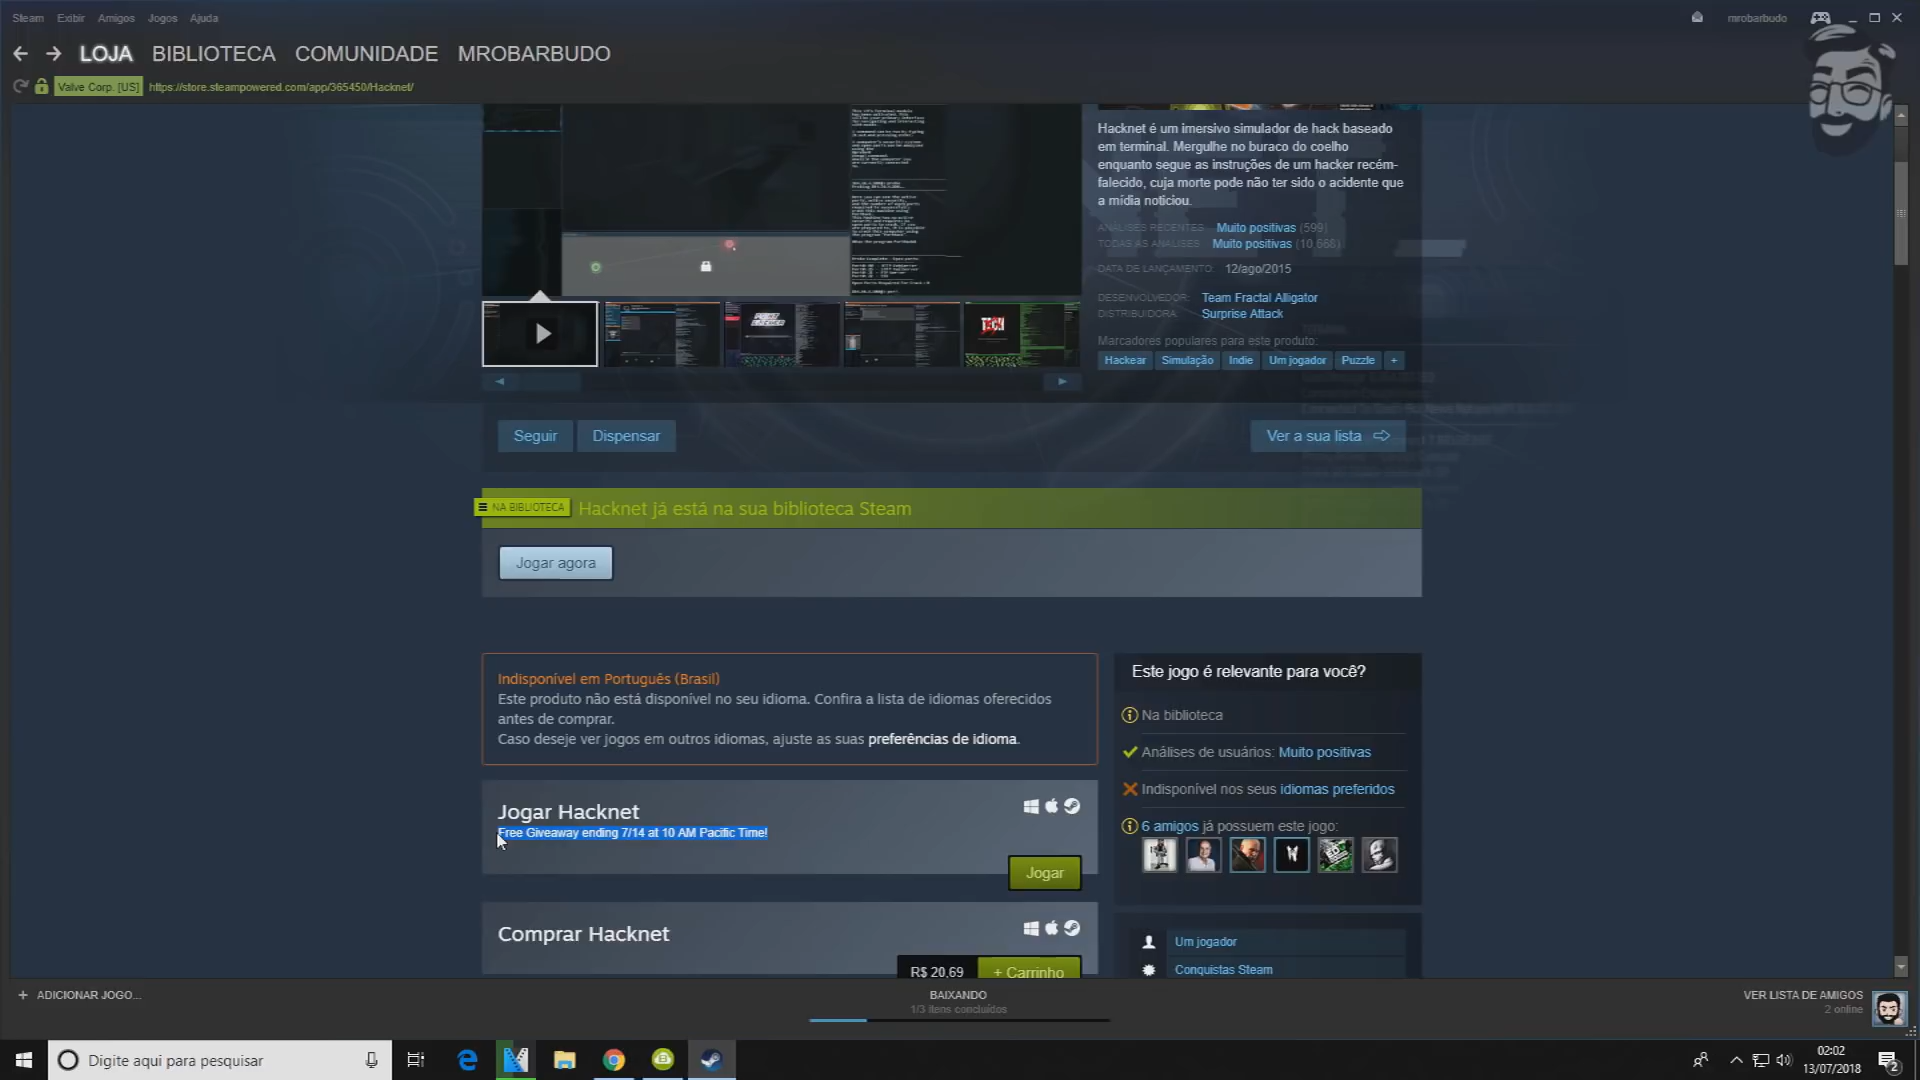 Steam Exibir Amigos Jogos Ajuda
mrobarbudo
LOJA BIBLIOTECA COMUNIDADE MROBARBUDO
Valve Corp. [US] https://store.steampowered.com/app/365450/Hacknet/
Hacknet é um imersivo simulador de hack baseado
em terminal. Mergulhe no buraco do coelho
enquanto segue as instruções de um hacker recém-
falecido, cuja morte pode não ter sido o acidente que
a mídia noticiou.
ANÁLISES RECENTES: Muito positivas (599)
TODAS AS ANÁLISES: Muito positivas (10,668)
DATA DE LANÇAMENTO: 12/ago/2015
DESENVOLVEDOR: Team Fractal Alligator
DISTRIBUIDORA: Surprise Attack
Marcadores populares para este produto:
Hackear Simulação Indie Um jogador Puzzle +
Seguir Dispensar Ver a sua lista
NA BIBLIOTECA Hacknet já está na sua biblioteca Steam
Jogar agora
Indisponível em Português (Brasil)
Este produto não está disponível no seu idioma. Confira a lista de idiomas oferecidos
antes de comprar.
Caso deseje ver jogos em outros idiomas, ajuste as suas preferências de idioma.
Jogar Hacknet
Free Giveaway ending 7/14 at 10 AM Pacific Time!
Jogar
Comprar Hacknet
R$ 20,69 + Carrinho
Este jogo é relevante para você?
Na biblioteca
Análises de usuários: Muito positivas
Indisponível nos seus idiomas preferidos
6 amigos já possuem este jogo:
Um jogador
Conquistas Steam
+ ADICIONAR JOGO...
BAIXANDO
1/3 itens concluídos
VER LISTA DE AMIGOS
2 online
Digite aqui para pesquisar
02:02
13/07/2018
2